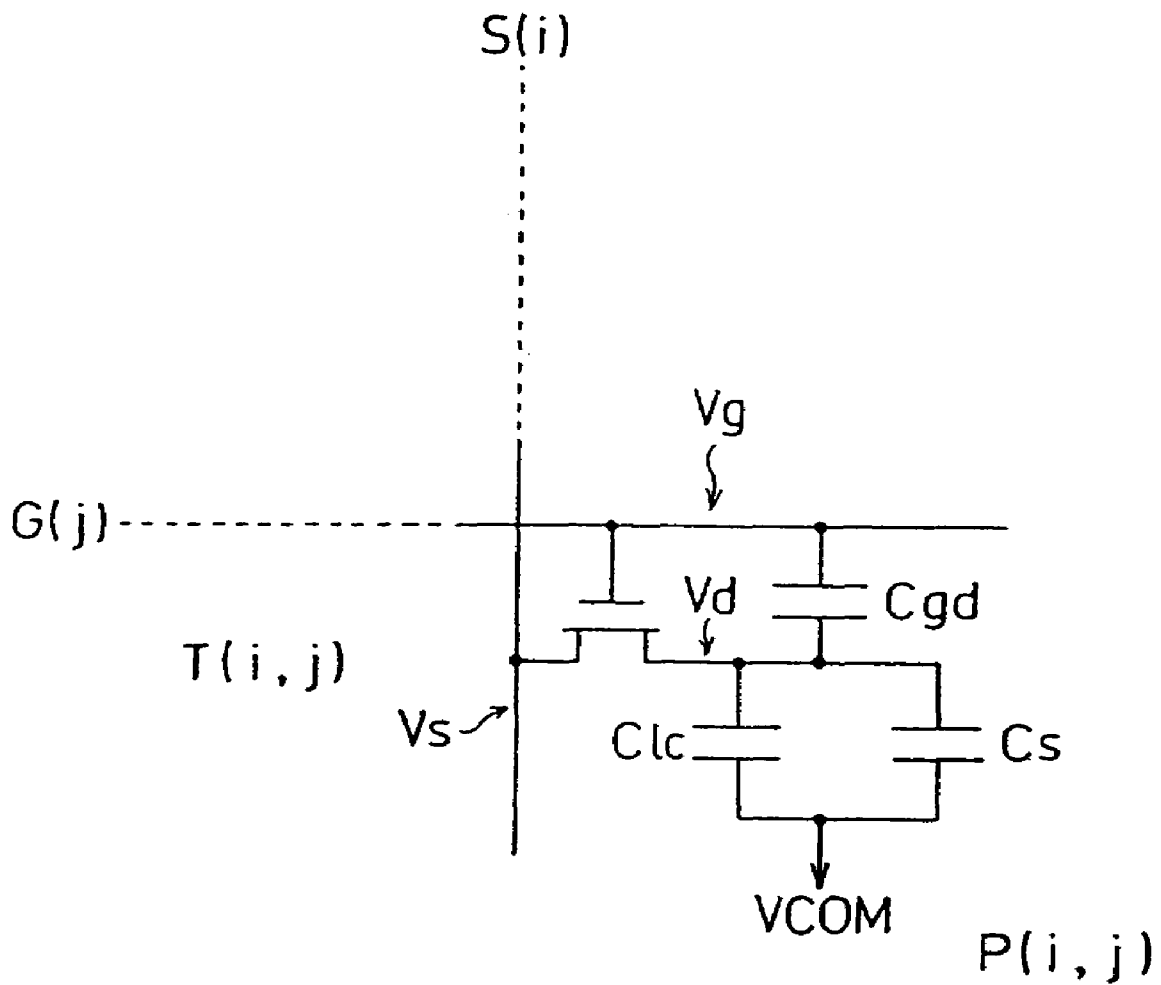 S(i)
Vg
G(j)
Vd
Cgd
T(i,j)
Vs
Clc
Cs
VCOM
P(i,j)